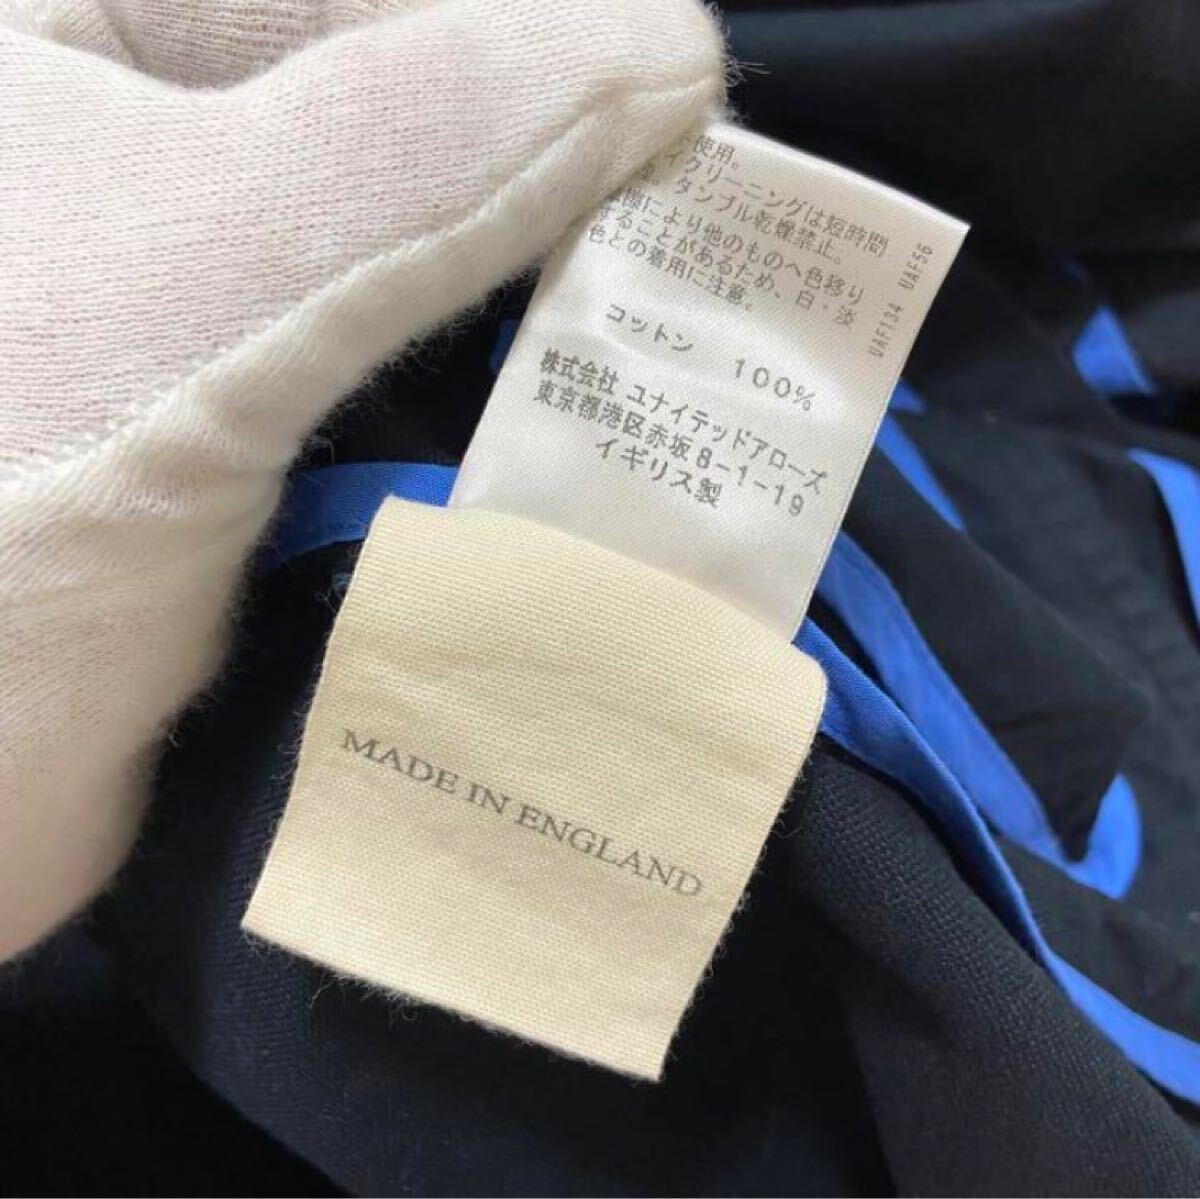 使用。
イクリーニングは短時間
タンブル乾燥禁止。
により他のものへ色移り
することがあるため、白・淡
色との着用に注意。
コットン 100%
株式会社 ユナイテッドアローズ
東京都港区赤坂8-1-19
イギリス製
UAF134 UAF56
MADE IN ENGLAND